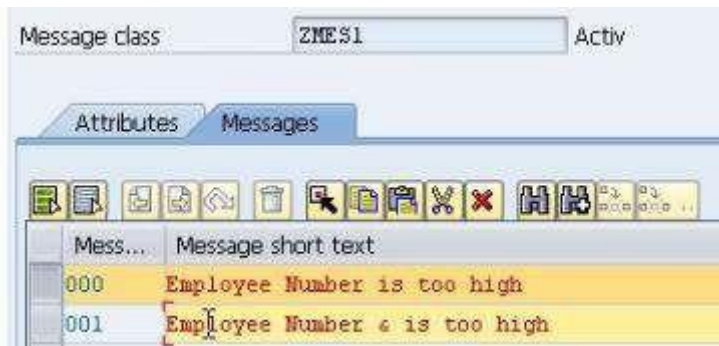 Message class ZMES1 Activ
Attributes Messages
Mess... Message short text
000 Employee Number is too high
001 Employee Number & is too high